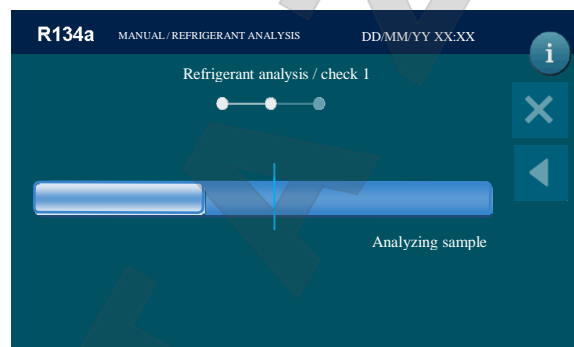 R134a MANUAL / REFRIGERANT ANALYSIS DD/MM/YY XX:XX
i
Refrigerant analysis / check 1
Analyzing sample